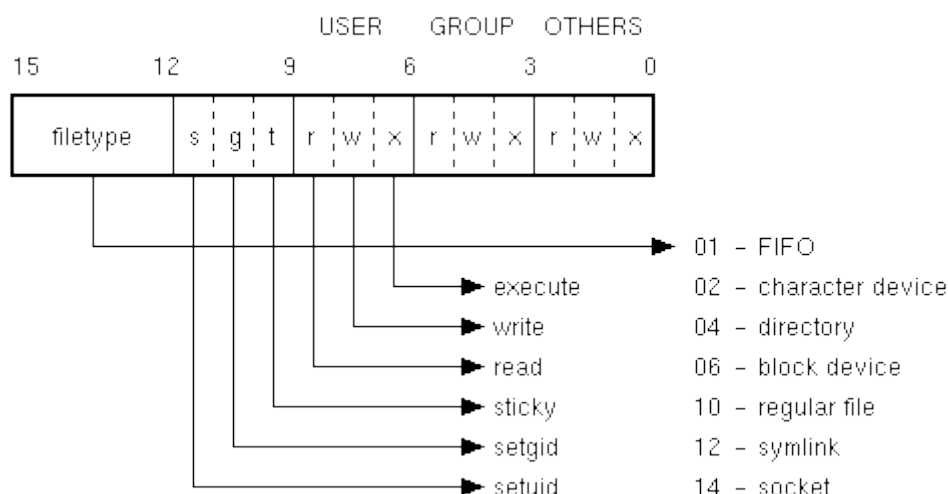 USER GROUP OTHERS
15 12 9 6 3 0
filetype s g t r w x r w x r w x
01 – FIFO
execute 02 – character device
write 04 – directory
read 06 – block device
sticky 10 – regular file
setgid 12 – symlink
setuid 14 – socket